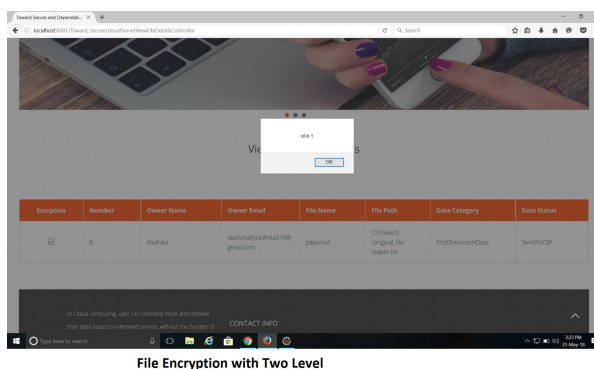 Toward Secure and Dependab... × +
localhost:8081/Toward_Secure/cloudServerViewFileDetailsController
Search
id is 1
OK
Vie s
Encrption Number Owner Name Owner Email File Name File Path Data Category Data Status
Radhika
deshmukhradhika519@
gmail.com
paper.txt
C:\Toward
\original_file
\paper.txt
firstDistinctionClass
SendToCSP
In Cloud computing, user can remotely store and retrieve
their data based on-demand service, without the burden of
CONTACT INFO
Type here to search
3:23 PM
31-May-18
File Encryption with Two Level